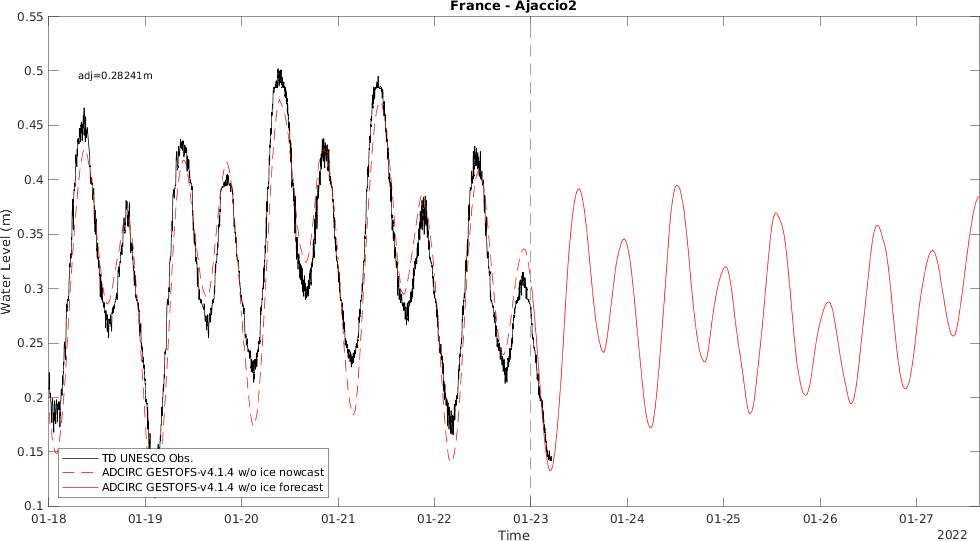 France - Ajaccio2
adj=0.28241m
0.55
0.5
0.45
0.4
0.35
0.3
0.25
0.2
0.15
0.1
Water Level (m)
TD UNESCO Obs.
ADCIRC GESTOFS-v4.1.4 w/o ice nowcast
ADCIRC GESTOFS-v4.1.4 w/o ice forecast
01-18 01-19 01-20 01-21 01-22 01-23 01-24 01-25 01-26 01-27
Time
2022